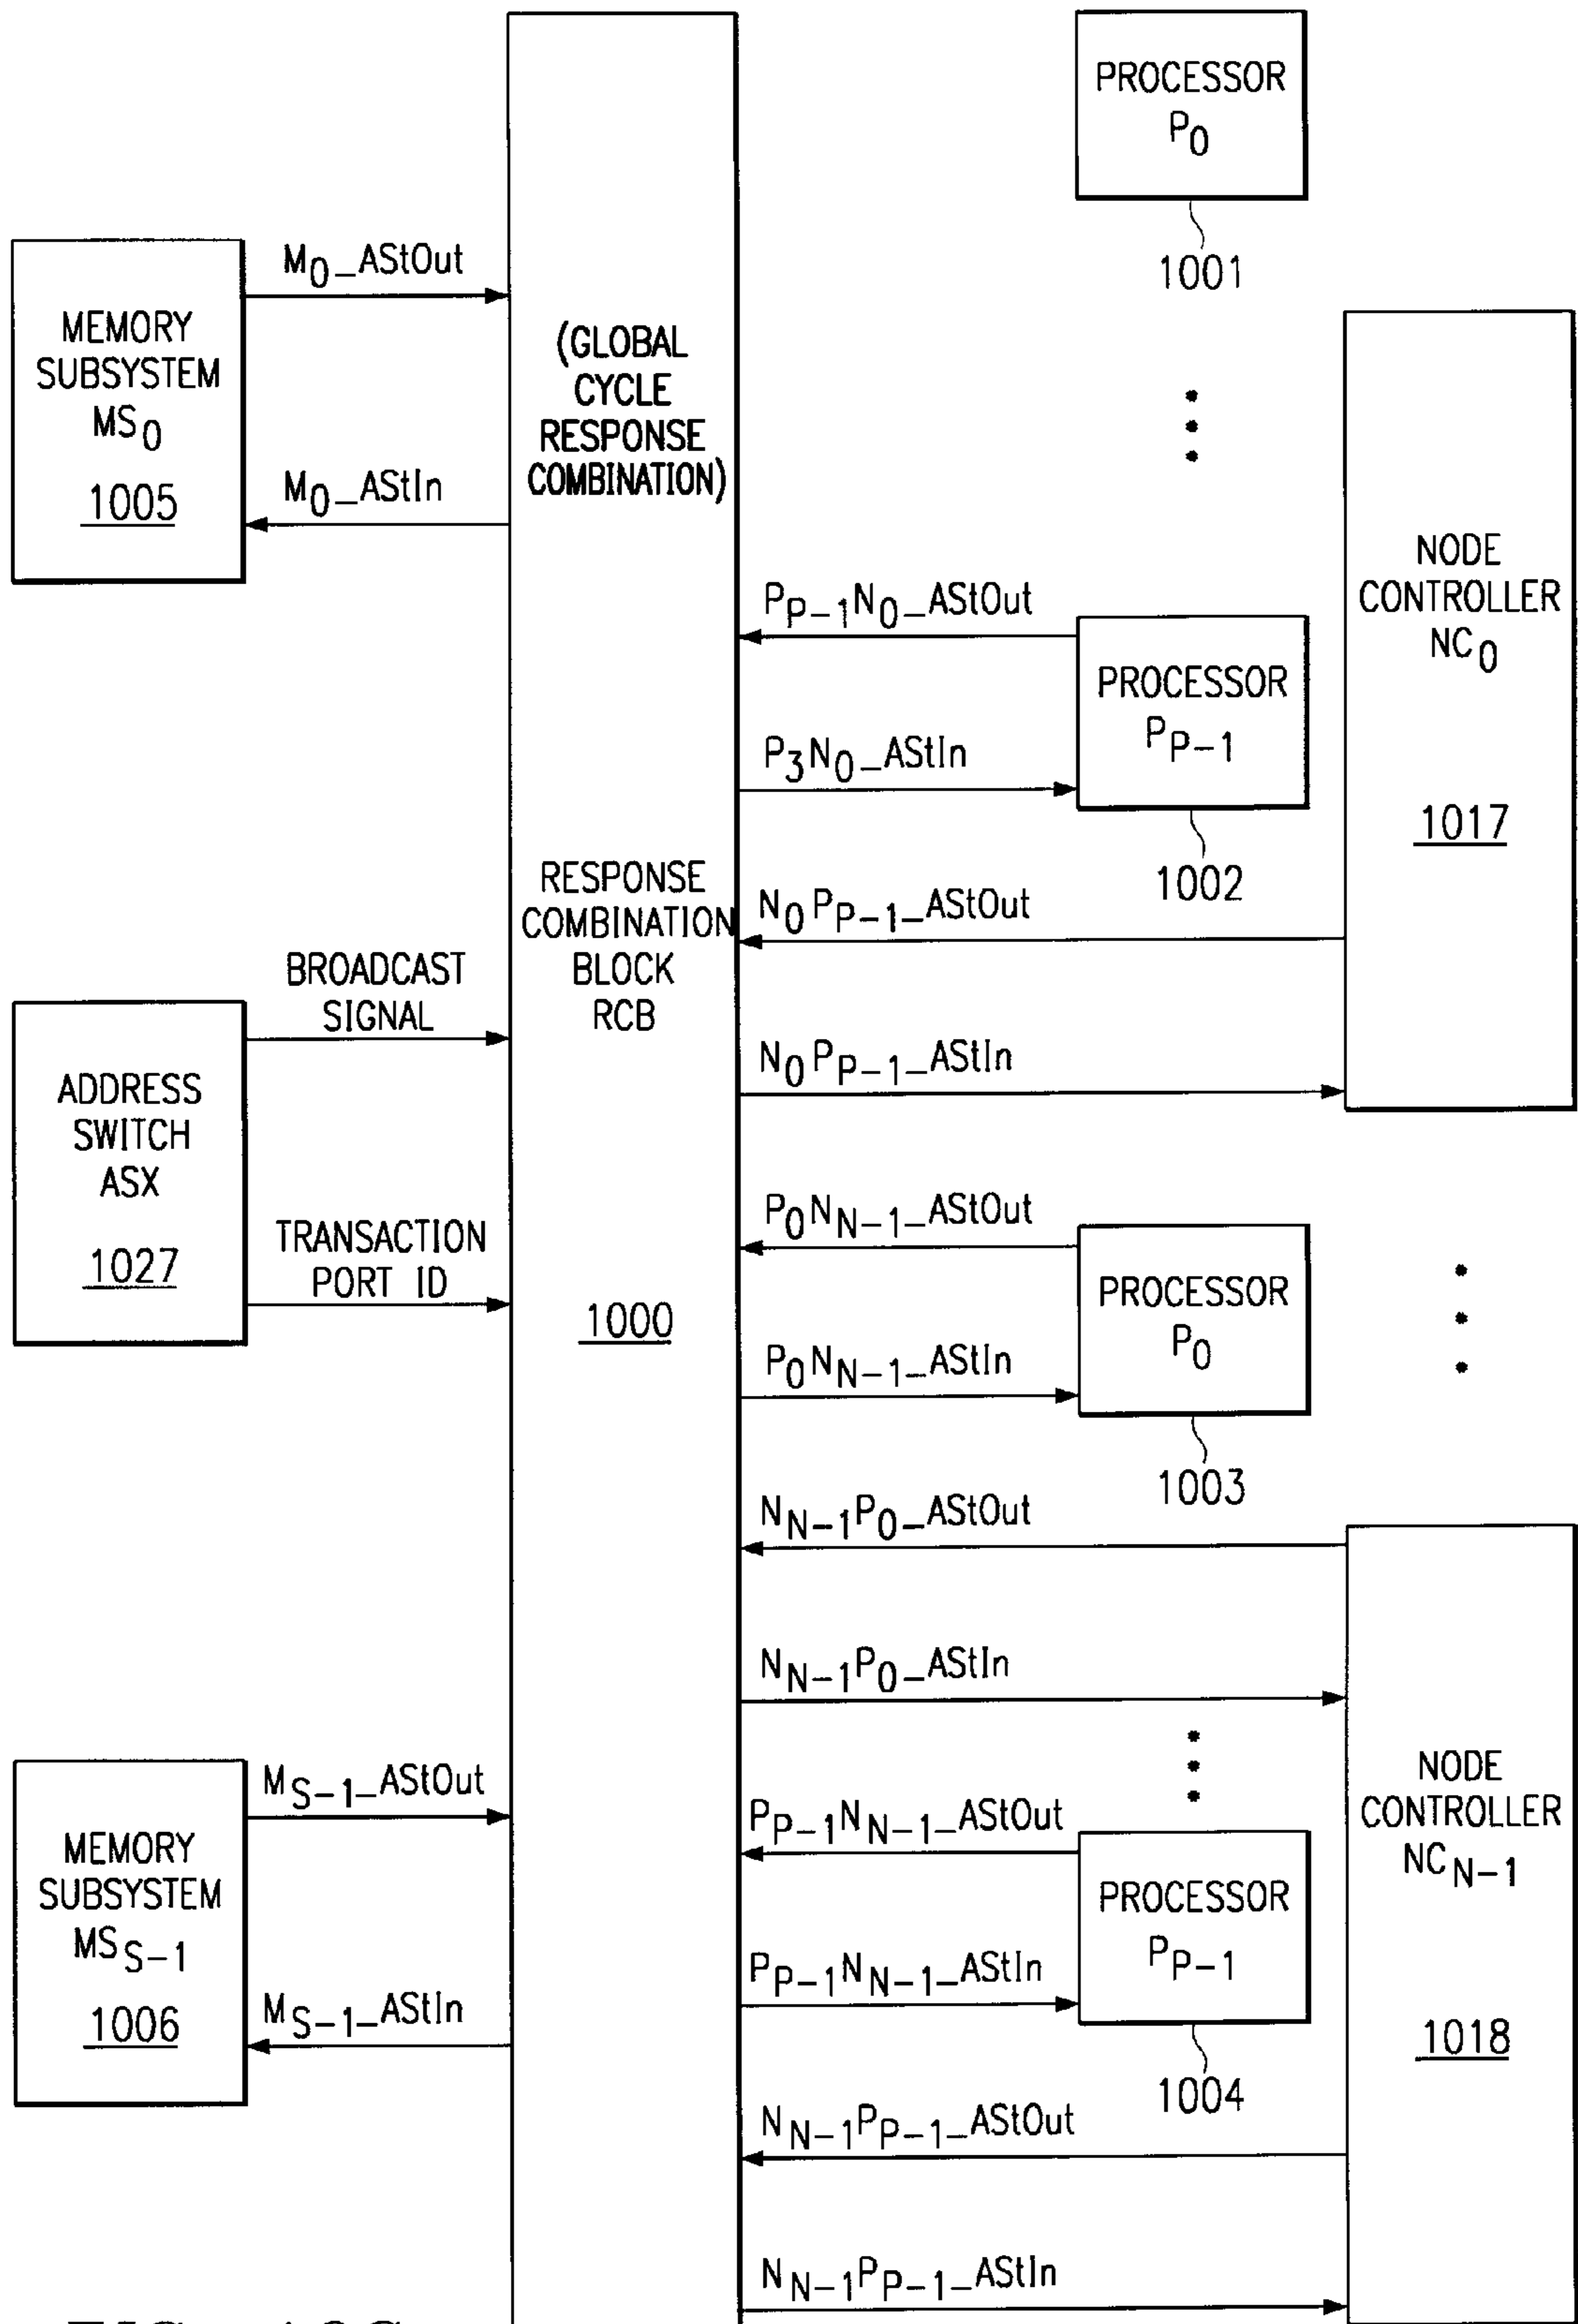 PROCESSOR
P0
1001
M0_AStOut
MEMORY
SUBSYSTEM
MS0
1005
M0_AStIn
(GLOBAL
CYCLE
RESPONSE
COMBINATION)
NODE
CONTROLLER
NC0
1017
PP-1N0_AStOut
PROCESSOR
PP-1
P3N0_AStIn
1002
RESPONSE
COMBINATION
BLOCK
RCB
1000
N0PP-1_AStOut
N0PP-1_AStIn
BROADCAST
SIGNAL
ADDRESS
SWITCH
ASX
1027
TRANSACTION
PORT ID
P0NN-1_AStOut
PROCESSOR
P0
P0NN-1_AStIn
1003
NN-1P0_AStOut
NN-1P0_AStIn
MS-1_AStOut
MEMORY
SUBSYSTEM
MSS-1
1006
MS-1_AStIn
PP-1NN-1_AStOut
PROCESSOR
PP-1
PP-1NN-1_AStIn
1004
NODE
CONTROLLER
NCN-1
1018
NN-1PP-1_AStOut
NN-1PP-1_AStIn